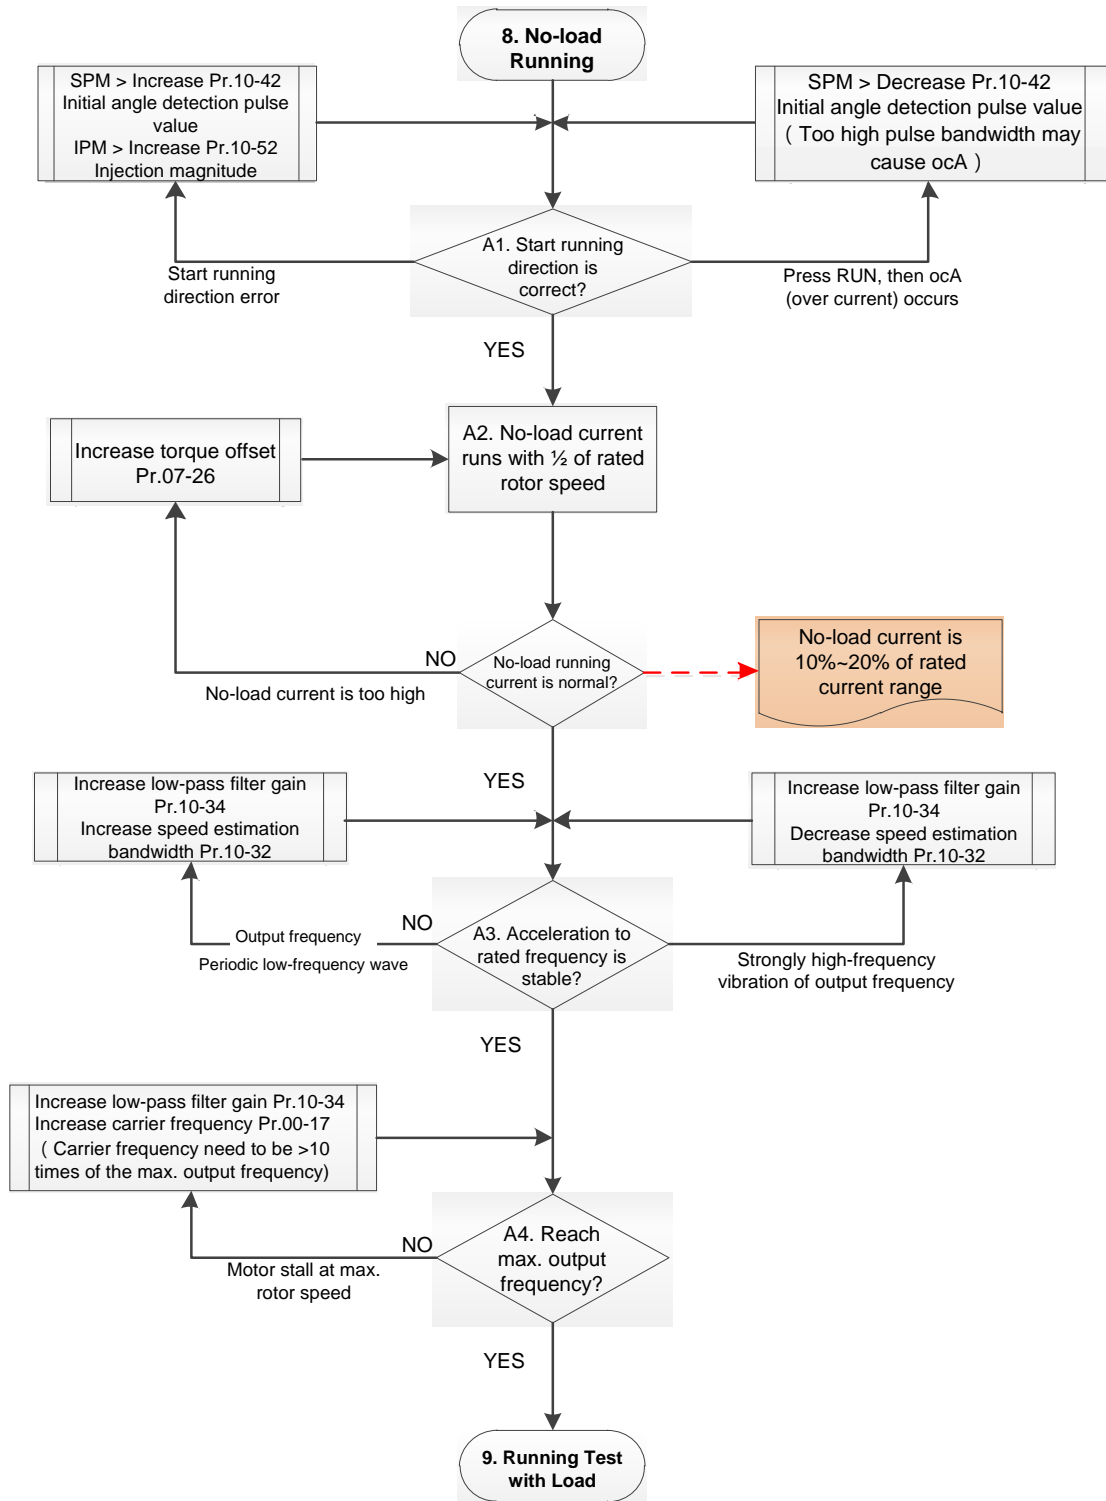 8. No-load
Running
SPM > Increase Pr.10-42
Initial angle detection pulse
value
IPM > Increase Pr.10-52
Injection magnitude
SPM > Decrease Pr.10-42
Initial angle detection pulse value
( Too high pulse bandwidth may
cause ocA )
A1. Start running
direction is
correct?
Start running
direction error
Press RUN, then ocA
(over current) occurs
YES
Increase torque offset
Pr.07-26
A2. No-load current
runs with ½ of rated
rotor speed
No-load running
current is normal?
NO
No-load current is too high
No-load current is
10%~20% of rated
current range
YES
Increase low-pass filter gain
Pr.10-34
Increase speed estimation
bandwidth Pr.10-32
Increase low-pass filter gain
Pr.10-34
Decrease speed estimation
bandwidth Pr.10-32
NO
Output frequency
Periodic low-frequency wave
A3. Acceleration to
rated frequency is
stable?
Strongly high-frequency
vibration of output frequency
YES
Increase low-pass filter gain Pr.10-34
Increase carrier frequency Pr.00-17
( Carrier frequency need to be >10
times of the max. output frequency)
NO
Motor stall at max.
rotor speed
A4. Reach
max. output
frequency?
YES
9. Running Test
with Load